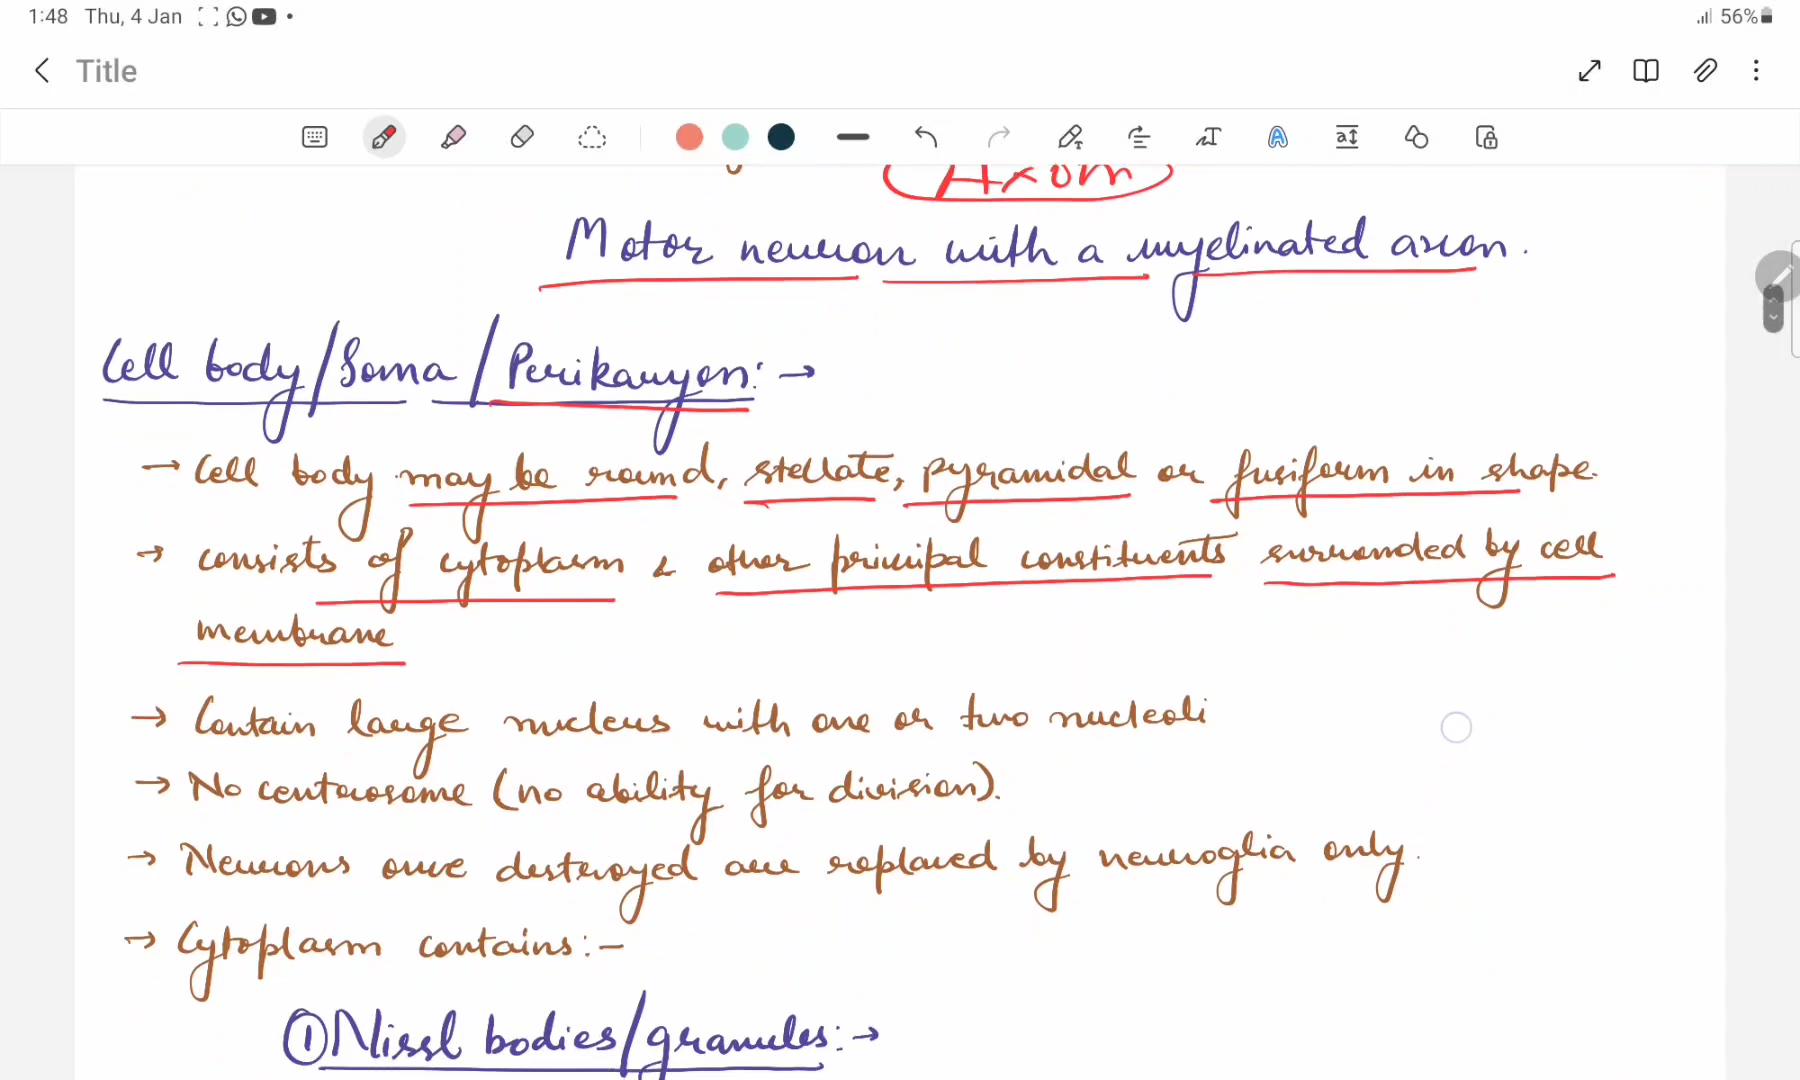 1:48 Thu, 4 Jan 56%
Title
Axon
Motor neuron with a myelinated axon.
Cell body/Soma/Perikaryon:→
→ Cell body may be round, stellate, pyramidal or fusiform in shape.
→ consists of cytoplasm & other principal constituents surrounded by cell
membrane
→ Contain large nucleus with one or two nucleoli
→ No centrosome (no ability for division).
→ Neurons once destroyed are replaced by neuroglia only.
→ Cytoplasm contains:-
① Nissl bodies/granules:→